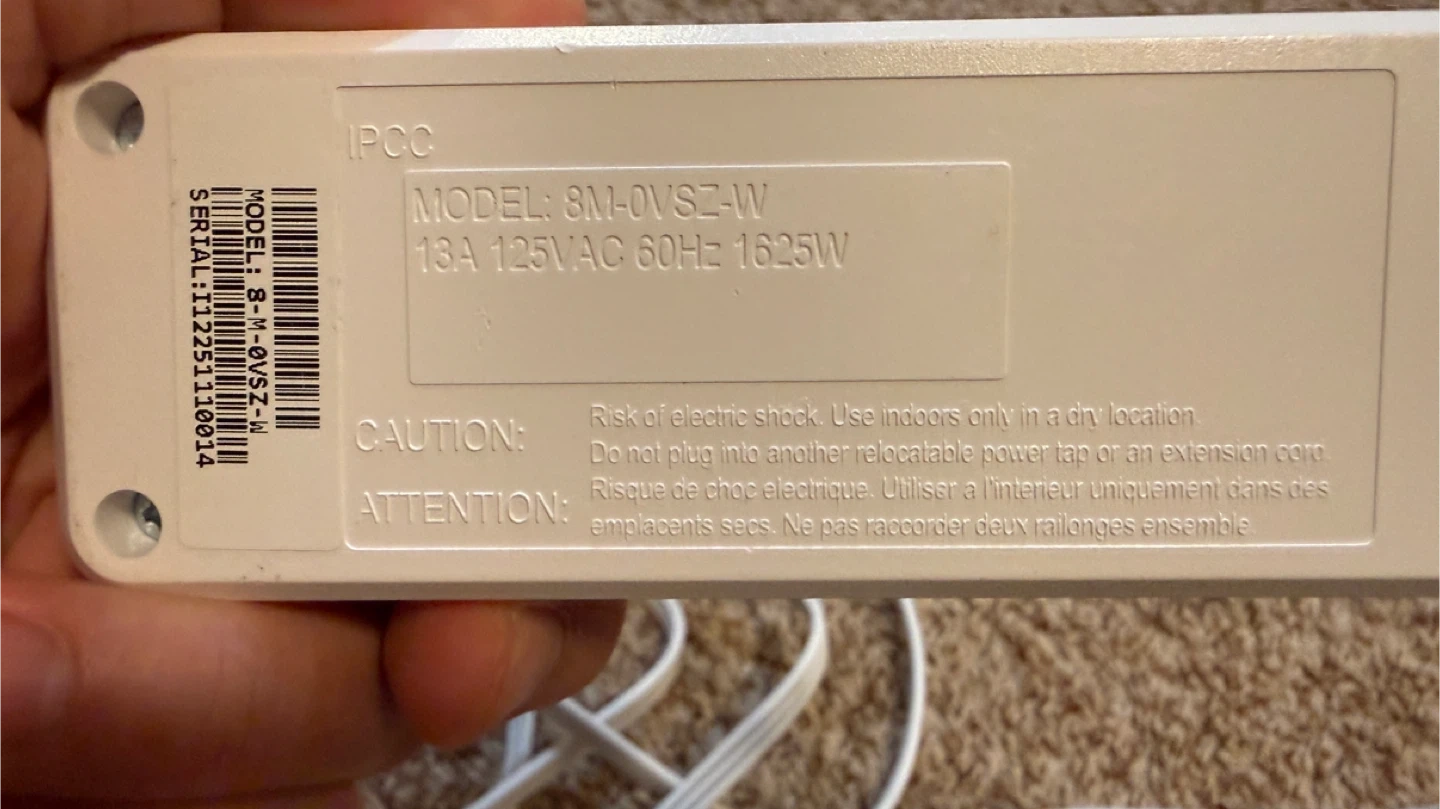 IPCC
MODEL: 8M-0VSZ-W
13A 125VAC 60Hz 1625W
CAUTION: Risk of electric shock. Use indoors only in a dry location.
Do not plug into another relocatable power tap or an extension cord.
ATTENTION: Risque de choc electrique. Utiliser a l'interieur uniquement dans des
emplacents secs. Ne pas raccorder deux railonges ensemble.
MODEL: 8-M-0VSZ-W
SERIAL:I12251110014